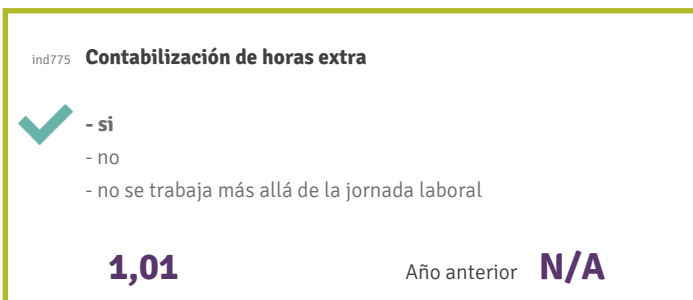 ind775 Contabilización de horas extra
- si
- no
- no se trabaja más allá de la jornada laboral
1,01 Año anterior N/A